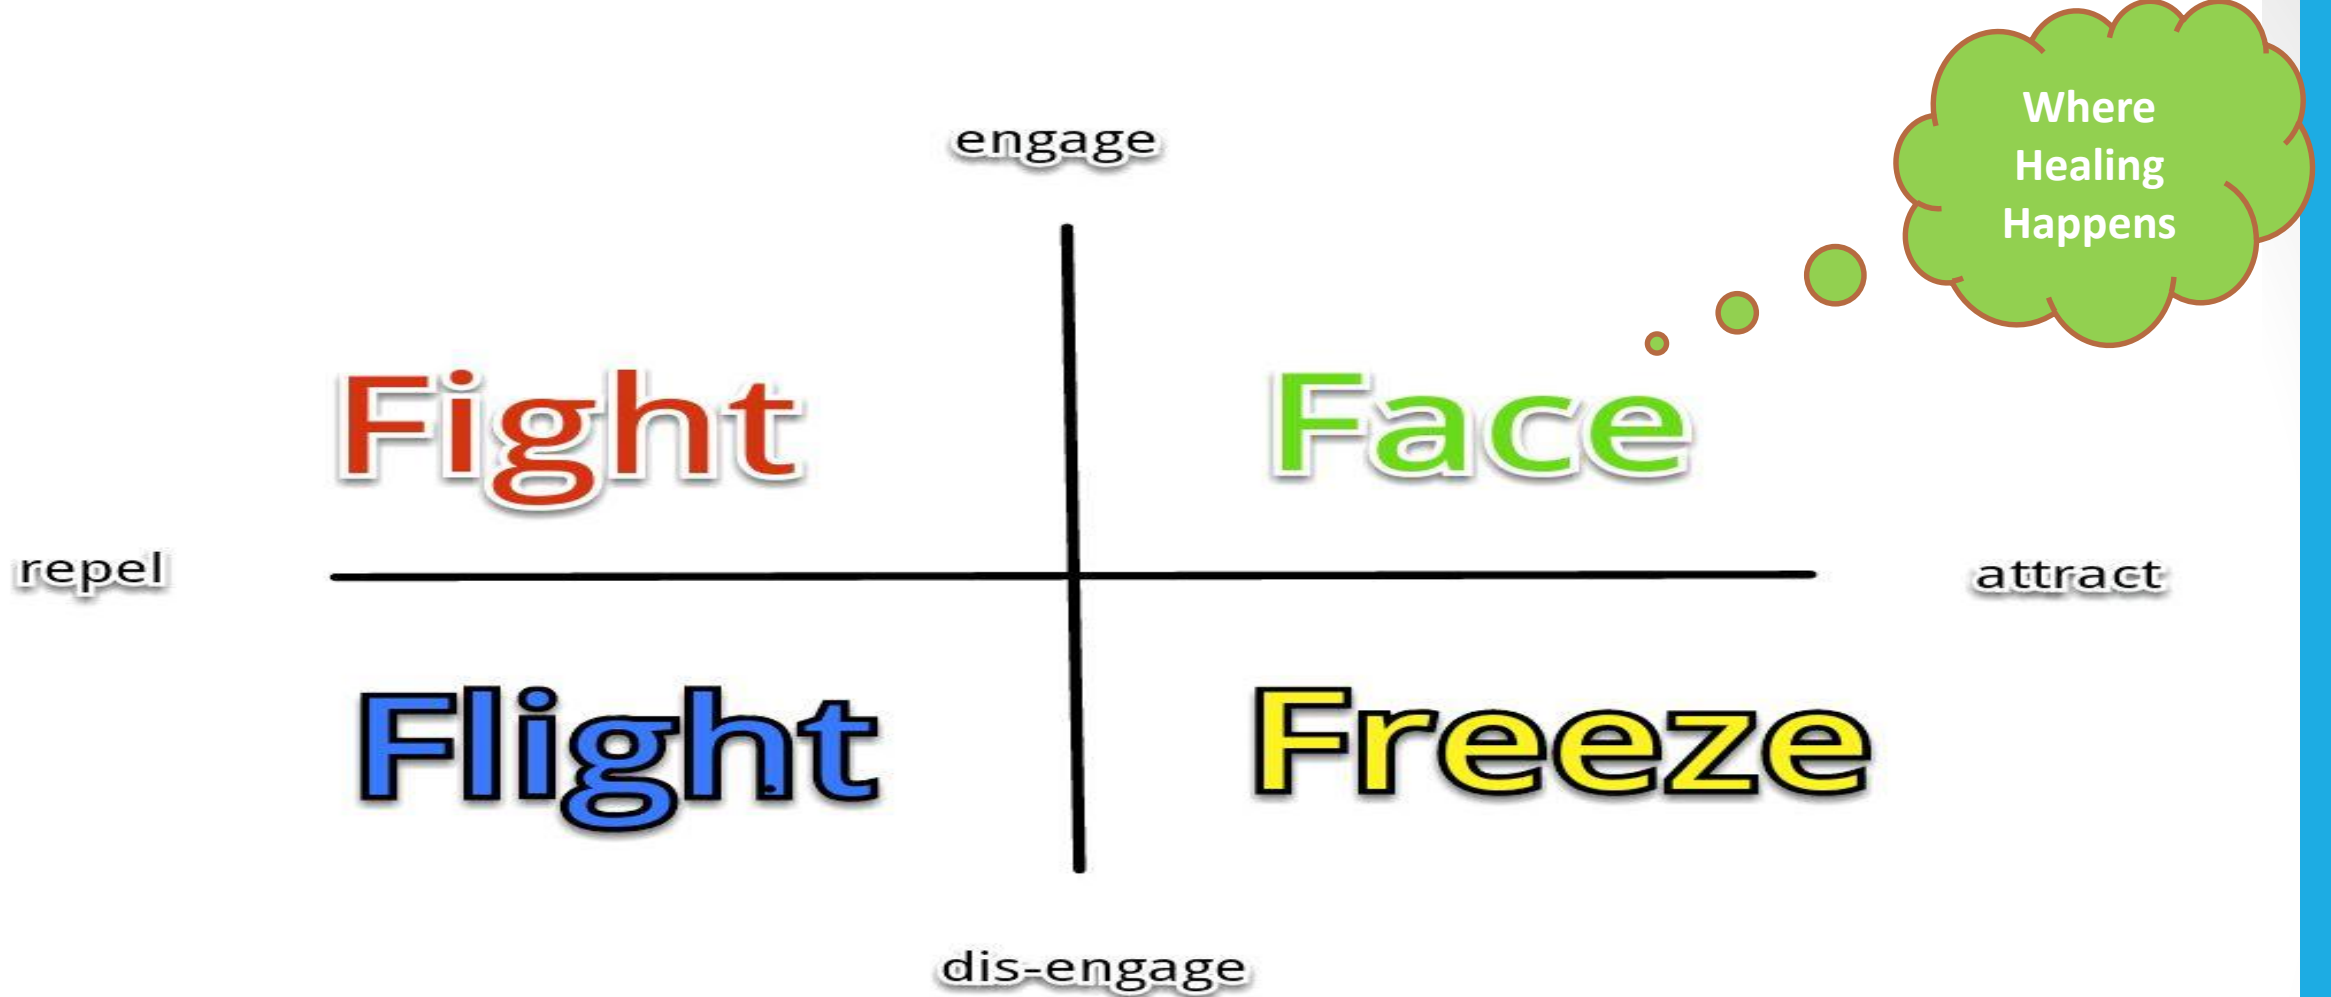 Where
Healing
Happens
engage
Fight
Face
repel
attract
Flight
Freeze
dis-engage